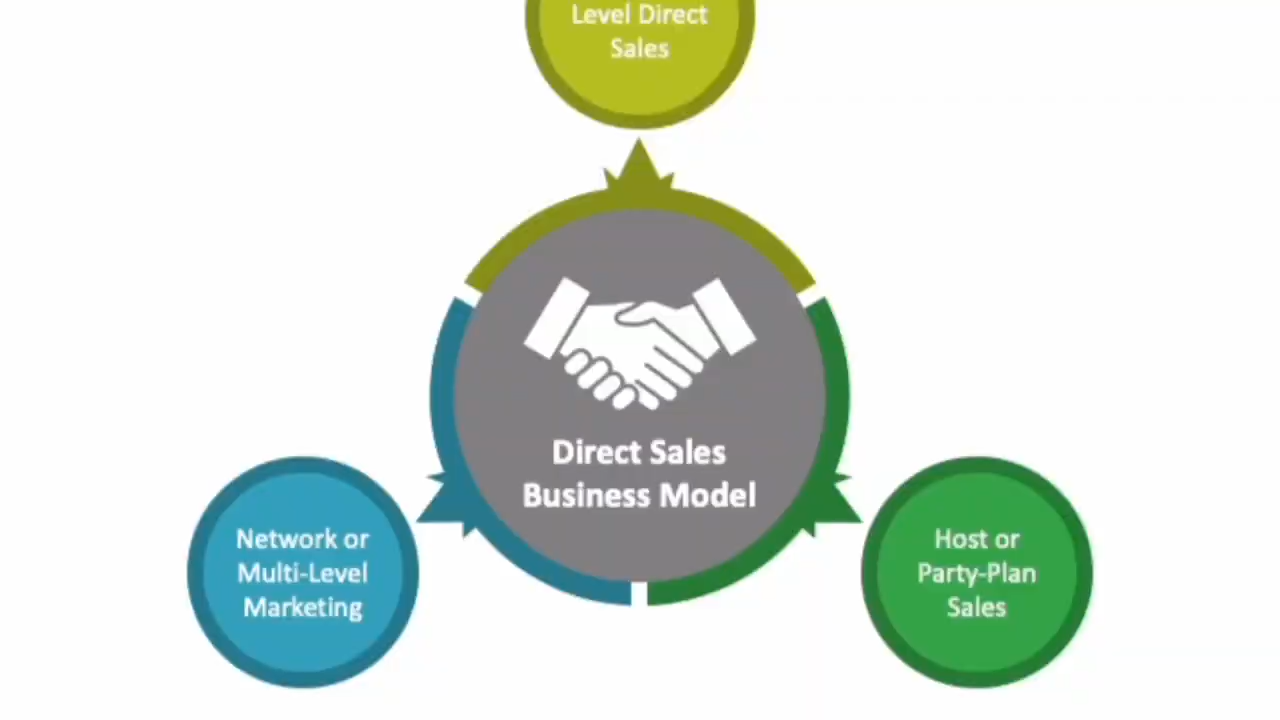 Level Direct
Sales
Direct Sales
Business Model
Network or
Multi-Level
Marketing
Host or
Party-Plan
Sales